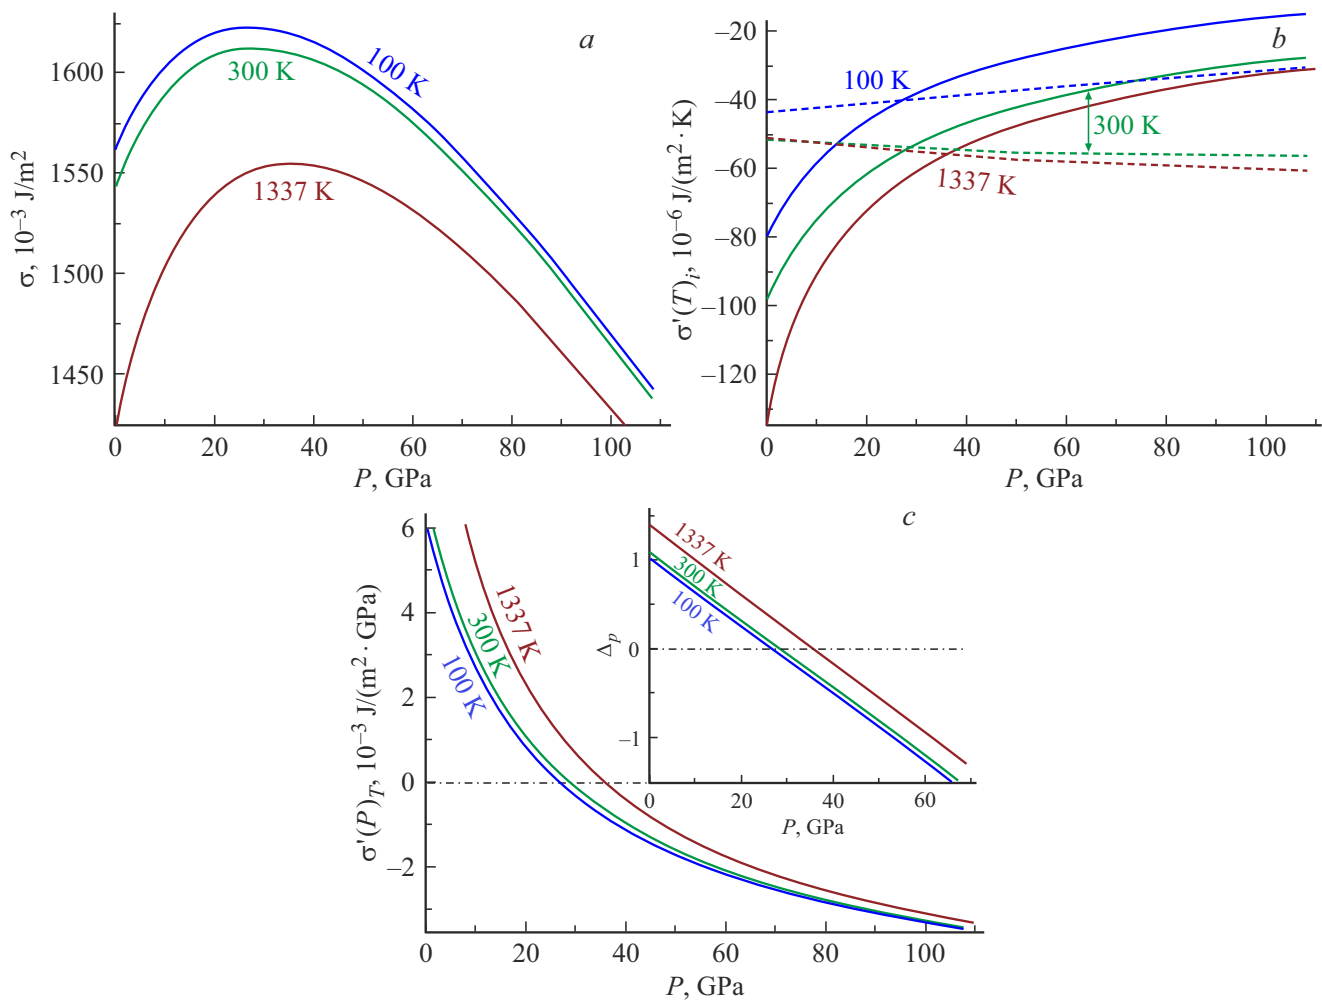 a
1600
1550
1500
1450
σ, 10⁻³ J/m²
100 K
300 K
1337 K
0 20 40 60 80 100
P, GPa
b
–20
–40
–60
–80
–100
–120
σ'(T)ᵢ, 10⁻⁶ J/(m² · K)
100 K
300 K
1337 K
0 20 40 60 80 100
P, GPa
c
6
4
2
0
–2
σ'(P)_T, 10⁻³ J/(m² · GPa)
1337 K
300 K
100 K
0 20 40 60 80 100
P, GPa
1
0
–1
Δₚ
1337 K
300 K
100 K
0 20 40 60
P, GPa